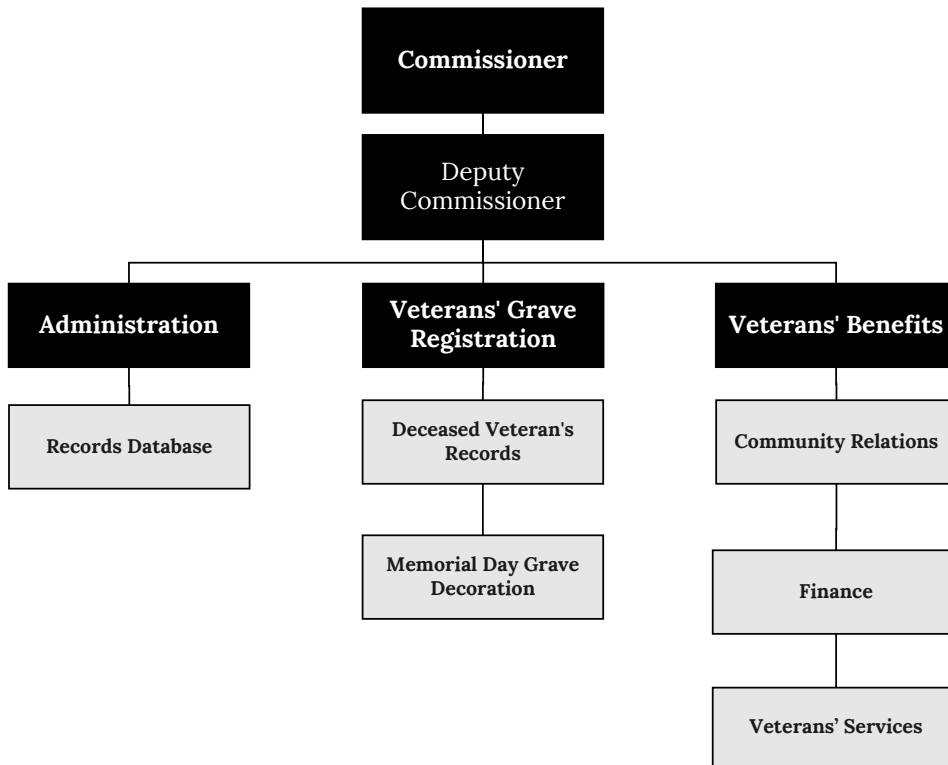 Commissioner
Deputy
Commissioner
Administration
Veterans' Grave
Registration
Veterans' Benefits
Records Database
Deceased Veteran's
Records
Community Relations
Memorial Day Grave
Decoration
Finance
Veterans’ Services